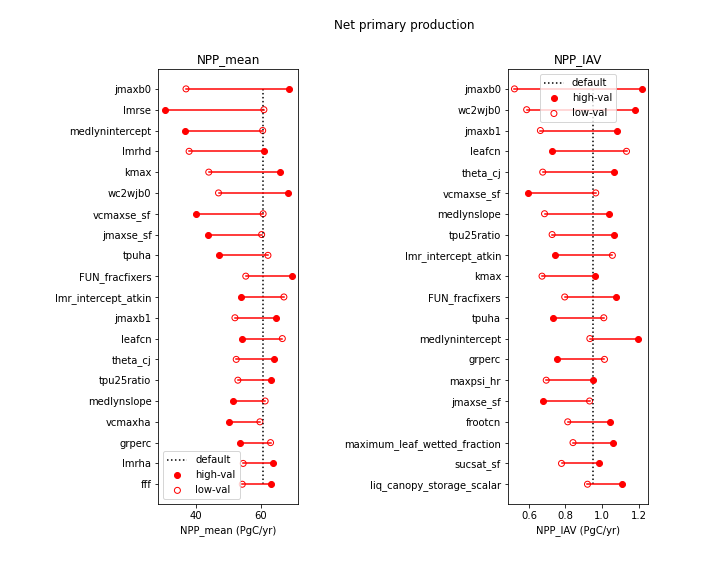 Net primary production
NPP_mean
jmaxb0
lmrse
medlynintercept
lmrhd
kmax
wc2wjb0
vcmaxse_sf
jmaxse_sf
tpuha
FUN_fracfixers
lmr_intercept_atkin
jmaxb1
leafcn
theta_cj
tpu25ratio
medlynslope
vcmaxha
grperc
lmrha
fff
default
high-val
low-val
40 60
NPP_mean (PgC/yr)
NPP_IAV
default
high-val
low-val
jmaxb0
wc2wjb0
jmaxb1
leafcn
theta_cj
vcmaxse_sf
medlynslope
tpu25ratio
lmr_intercept_atkin
kmax
FUN_fracfixers
tpuha
medlynintercept
grperc
maxpsi_hr
jmaxse_sf
frootcn
maximum_leaf_wetted_fraction
sucsat_sf
liq_canopy_storage_scalar
0.6 0.8 1.0 1.2
NPP_IAV (PgC/yr)